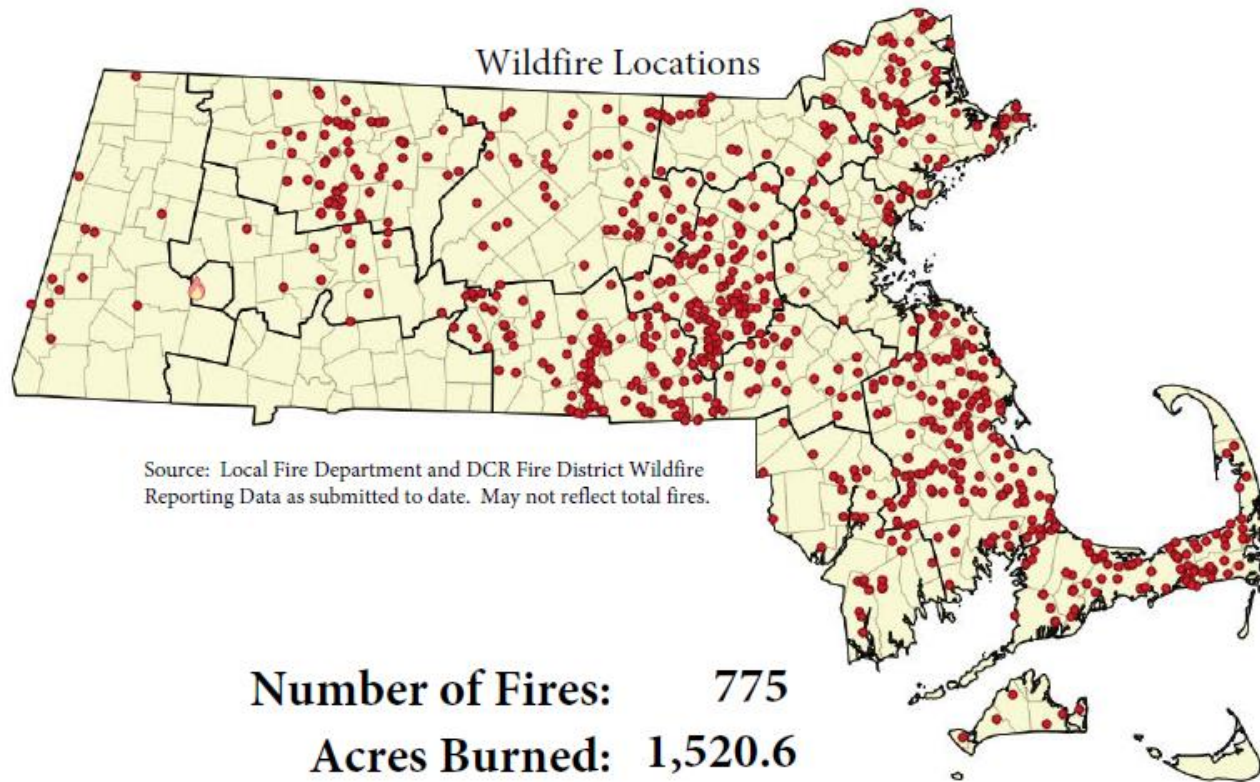 Wildfire Locations
Source: Local Fire Department and DCR Fire District Wildfire
Reporting Data as submitted to date. May not reflect total fires.
Number of Fires: 775
Acres Burned: 1,520.6